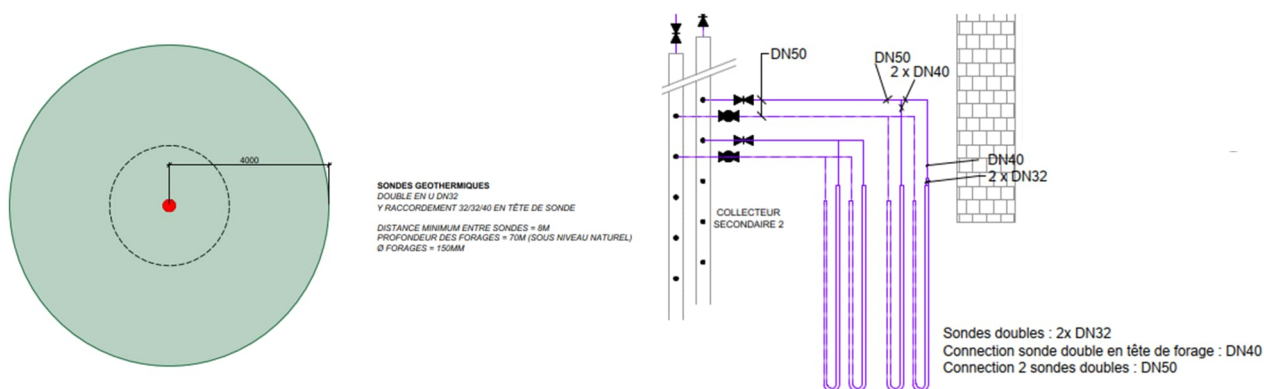 4000
SONDES GEOTHERMIQUES
DOUBLE EN U DN32
Y RACCORDEMENT 32/32/40 EN TÊTE DE SONDE
DISTANCE MINIMUM ENTRE SONDES = 8M
PROFONDEUR DES FORAGES = 70M (SOUS NIVEAU NATUREL)
Ø FORAGES = 150MM
DN50
DN50
2 x DN40
DN40
2 x DN32
COLLECTEUR
SECONDAIRE 2
Sondes doubles : 2x DN32
Connection sonde double en tête de forage : DN40
Connection 2 sondes doubles : DN50